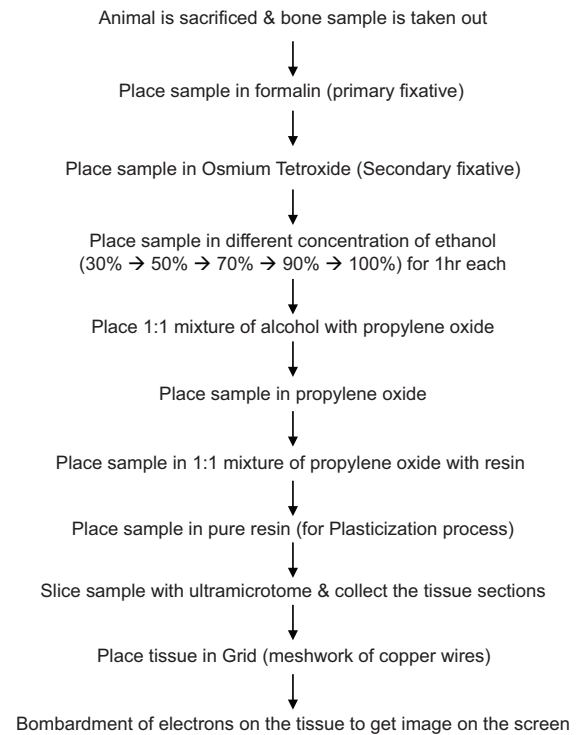 Animal is sacrificed & bone sample is taken out
Place sample in formalin (primary fixative)
Place sample in Osmium Tetroxide (Secondary fixative)
Place sample in different concentration of ethanol
(30% → 50% → 70% → 90% → 100%) for 1hr each
Place 1:1 mixture of alcohol with propylene oxide
Place sample in propylene oxide
Place sample in 1:1 mixture of propylene oxide with resin
Place sample in pure resin (for Plasticization process)
Slice sample with ultramicrotome & collect the tissue sections
Place tissue in Grid (meshwork of copper wires)
Bombardment of electrons on the tissue to get image on the screen